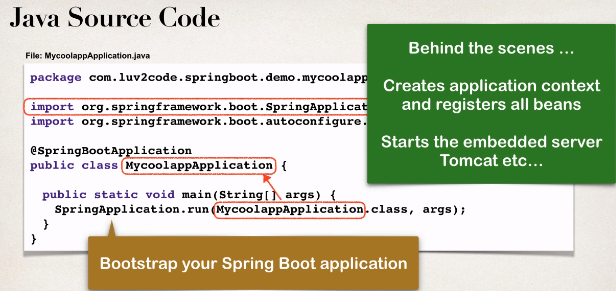 Java Source Code
File: MycoolappApplication.java
package com.luv2code.springboot.demo.mycoolapp
import org.springframework.boot.SpringApplicat
import org.springframework.boot.autoconfigure.
@SpringBootApplication
public class MycoolappApplication {
public static void main(String[] args) {
SpringApplication.run(MycoolappApplication.class, args);
}
}
Behind the scenes ...
Creates application context
and registers all beans
Starts the embedded server
Tomcat etc...
Bootstrap your Spring Boot application